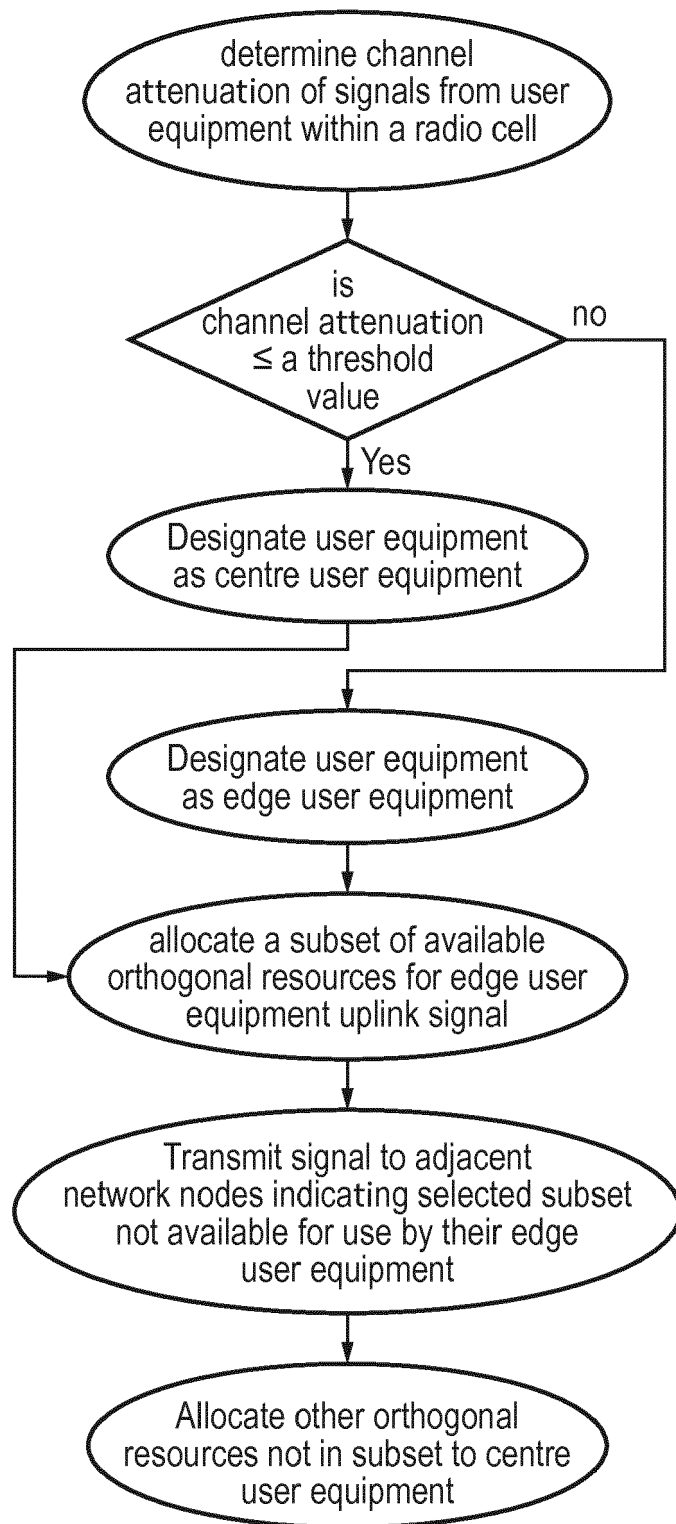 determine channel
attenuation of signals from user
equipment within a radio cell
is
channel attenuation
≤ a threshold
value
no
Yes
Designate user equipment
as centre user equipment
Designate user equipment
as edge user equipment
allocate a subset of available
orthogonal resources for edge user
equipment uplink signal
Transmit signal to adjacent
network nodes indicating selected subset
not available for use by their edge
user equipment
Allocate other orthogonal
resources not in subset to centre
user equipment